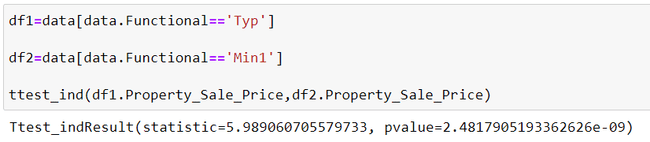 df1=data[data.Functional=='Typ']
df2=data[data.Functional=='Min1']
ttest_ind(df1.Property_Sale_Price,df2.Property_Sale_Price)
Ttest_indResult(statistic=5.989060705579733, pvalue=2.4817905193362626e-09)